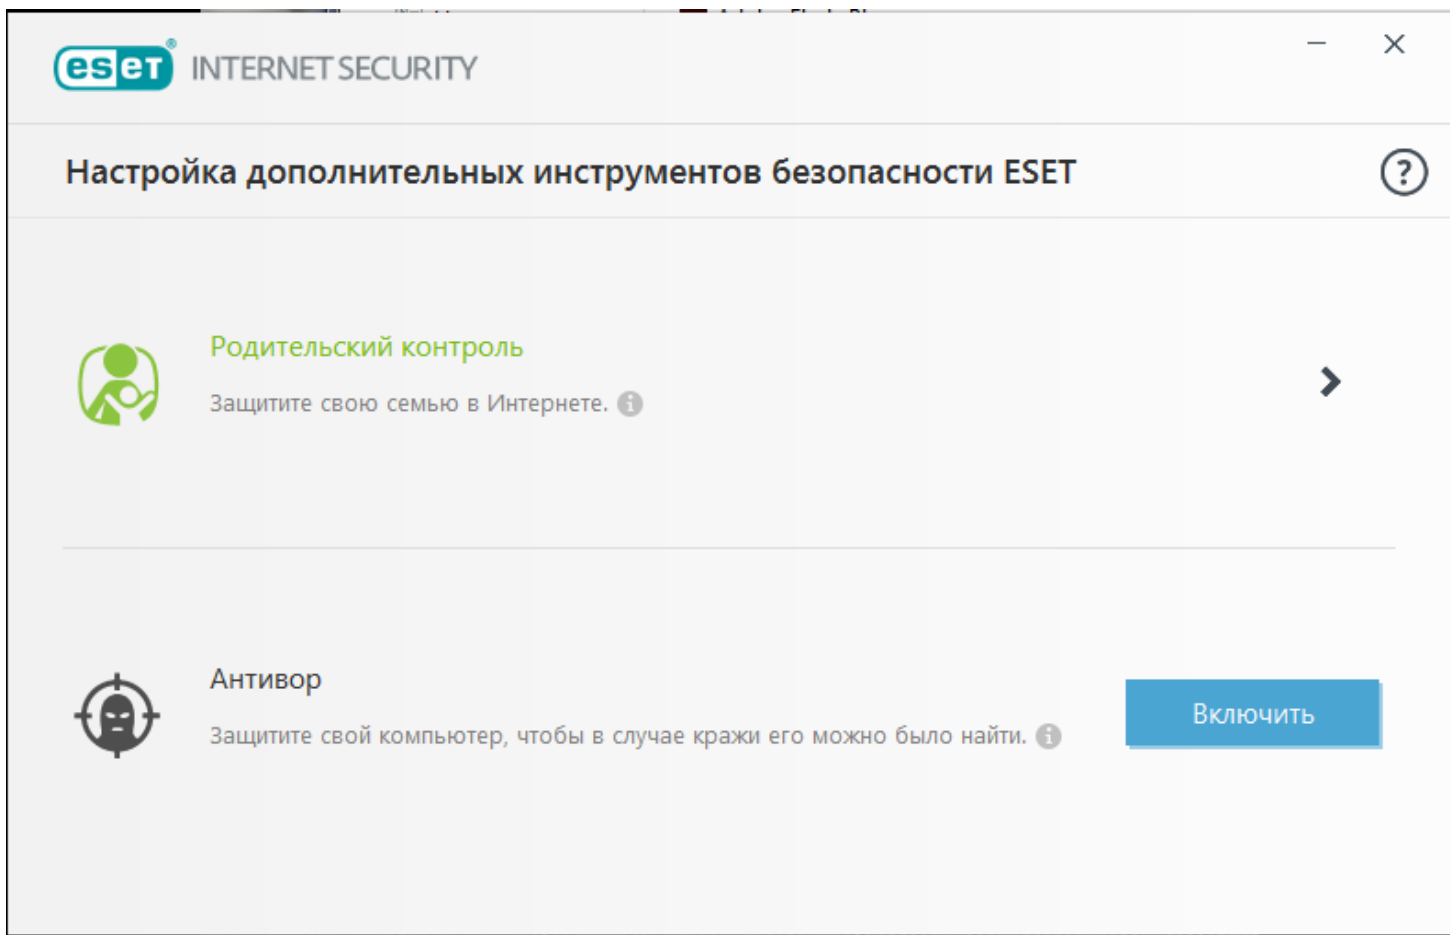 eset® INTERNET SECURITY
Настройка дополнительных инструментов безопасности ESET
?
Родительский контроль
Защитите свою семью в Интернете. i
Антивор
Включить
Защитите свой компьютер, чтобы в случае кражи его можно было найти. i